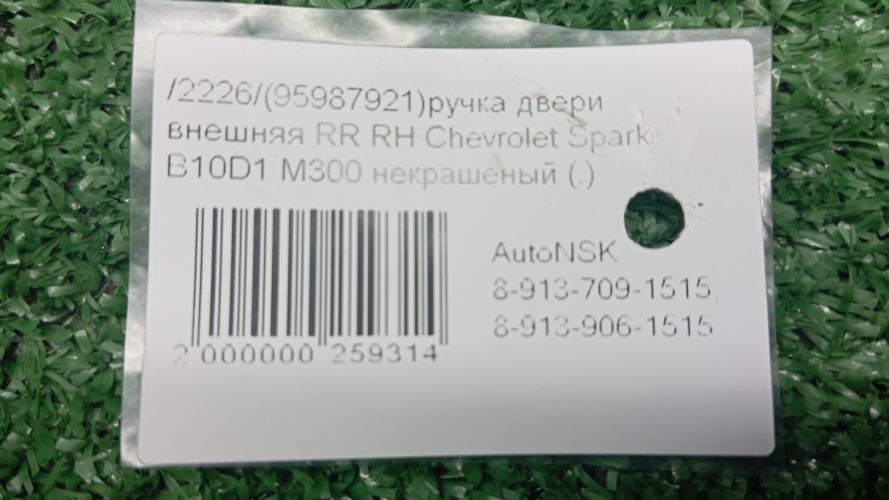 /2226/(95987921)ручка двери
внешняя RR RH Chevrolet Spark
B10D1 M300 некрашеный (.)
AutoNSK
8-913-709-1515,
8-913-906-1515
2 000000 259314